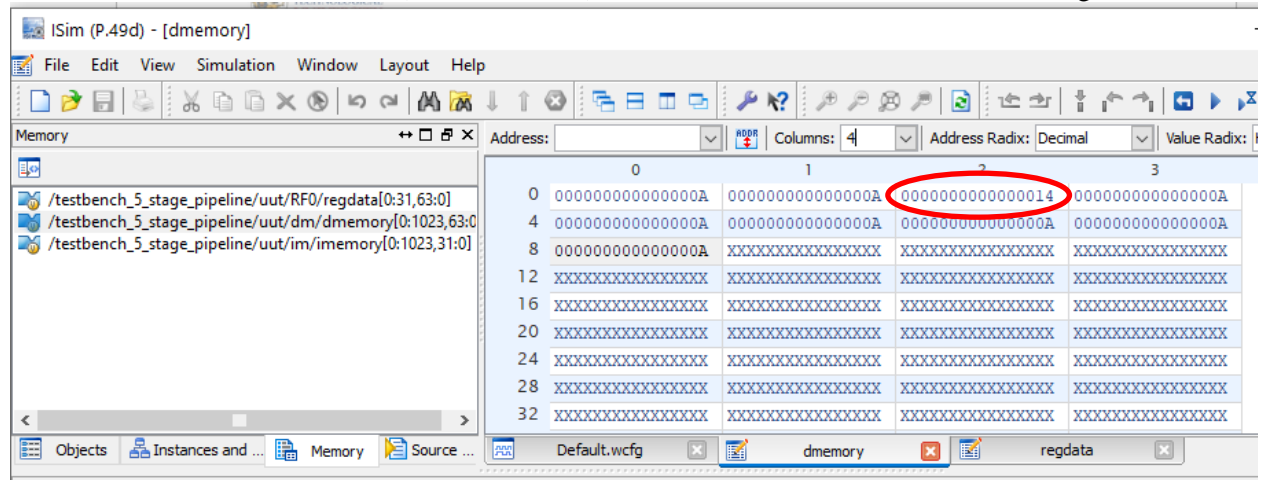 ISim (P.49d) - [dmemory]
File Edit View Simulation Window Layout Help
Memory
Address: Columns: 4 Address Radix: Decimal Value Radix:
0 1 2 3
/testbench_5_stage_pipeline/uut/RF0/regdata[0:31,63:0]
/testbench_5_stage_pipeline/uut/dm/dmemory[0:1023,63:0
/testbench_5_stage_pipeline/uut/im/imemory[0:1023,31:0]
0 000000000000000A 000000000000000A 0000000000000014 000000000000000A
4 000000000000000A 000000000000000A 000000000000000A 000000000000000A
8 000000000000000A XXXXXXXXXXXXXXXX XXXXXXXXXXXXXXXX XXXXXXXXXXXXXXXX
12 XXXXXXXXXXXXXXXX XXXXXXXXXXXXXXXX XXXXXXXXXXXXXXXX XXXXXXXXXXXXXXXX
16 XXXXXXXXXXXXXXXX XXXXXXXXXXXXXXXX XXXXXXXXXXXXXXXX XXXXXXXXXXXXXXXX
20 XXXXXXXXXXXXXXXX XXXXXXXXXXXXXXXX XXXXXXXXXXXXXXXX XXXXXXXXXXXXXXXX
24 XXXXXXXXXXXXXXXX XXXXXXXXXXXXXXXX XXXXXXXXXXXXXXXX XXXXXXXXXXXXXXXX
28 XXXXXXXXXXXXXXXX XXXXXXXXXXXXXXXX XXXXXXXXXXXXXXXX XXXXXXXXXXXXXXXX
32 XXXXXXXXXXXXXXXX XXXXXXXXXXXXXXXX XXXXXXXXXXXXXXXX XXXXXXXXXXXXXXXX
Objects Instances and ... Memory Source ... Default.wcfg dmemory regdata